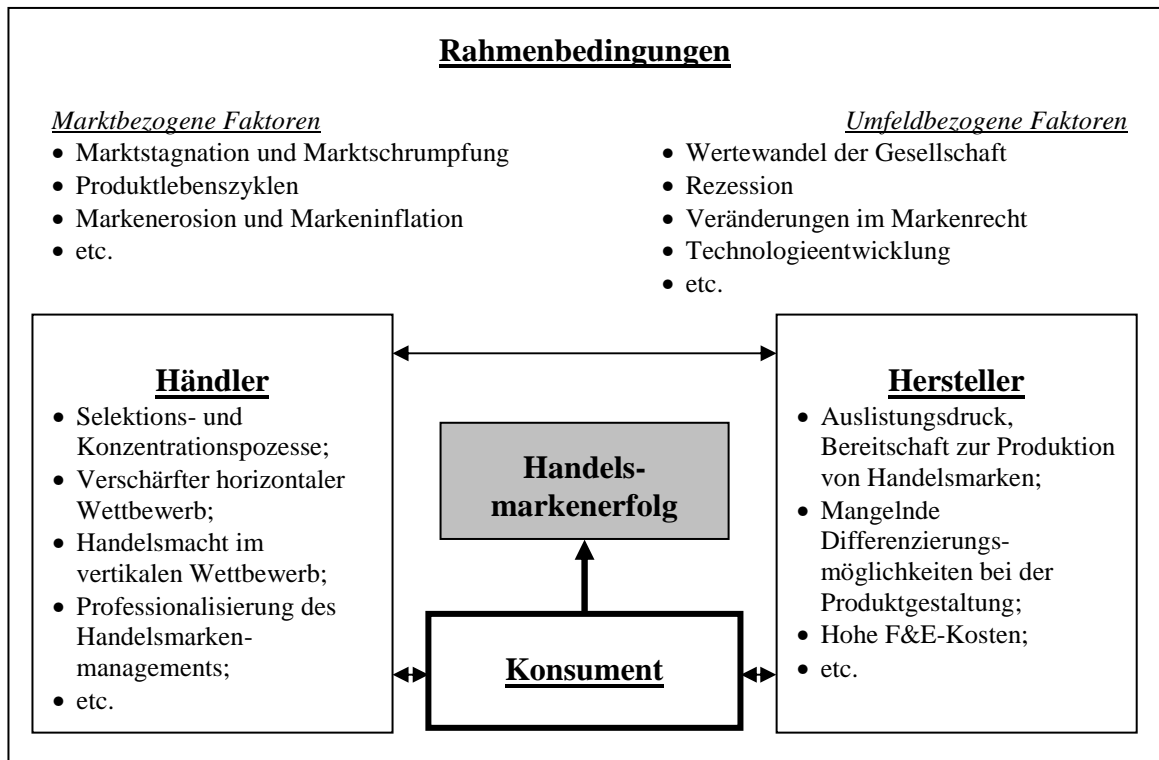 Rahmenbedingungen
Marktbezogene Faktoren
• Marktstagnation und Marktschrumpfung
• Produktlebenszyklen
• Markenerosion und Markeninflation
• etc.
Umfeldbezogene Faktoren
• Wertewandel der Gesellschaft
• Rezession
• Veränderungen im Markenrecht
• Technologieentwicklung
• etc.
Händler
• Selektions- und
Konzentrationspozesse;
• Verschärfter horizontaler
Wettbewerb;
• Handelsmacht im
vertikalen Wettbewerb;
• Professionalisierung des
Handelsmarken-
managements;
• etc.
Handels-
markenerfolg
Konsument
Hersteller
• Auslistungsdruck,
Bereitschaft zur Produktion
von Handelsmarken;
• Mangelnde
Differenzierungs-
möglichkeiten bei der
Produktgestaltung;
• Hohe F&E-Kosten;
• etc.